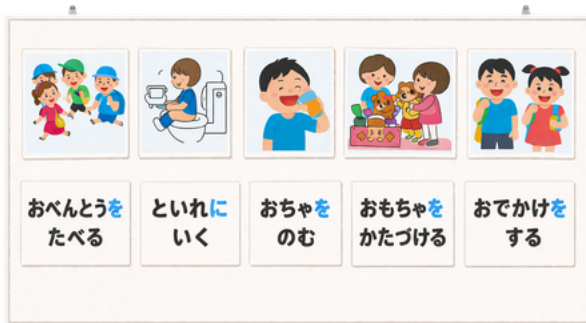 おべんとうを
たべる
といれに
いく
おちゃを
のむ
おもちゃを
かたづける
おでかけを
する